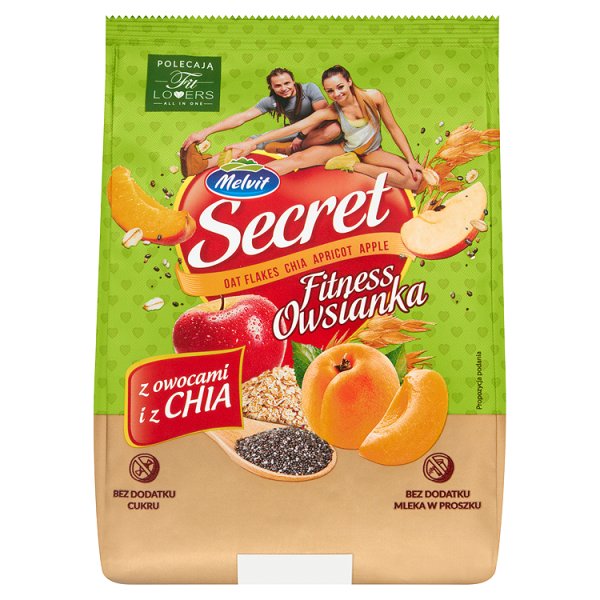 POLECAJĄ
Fit
LOVERS
ALL IN ONE
Melvit
Secret
OAT FLAKES CHIA APRICOT APPLE
Fitness
Owsianka
z owocami
i z CHIA
Propozycja podania
BEZ DODATKU
CUKRU
BEZ DODATKU
MLEKA W PROSZKU